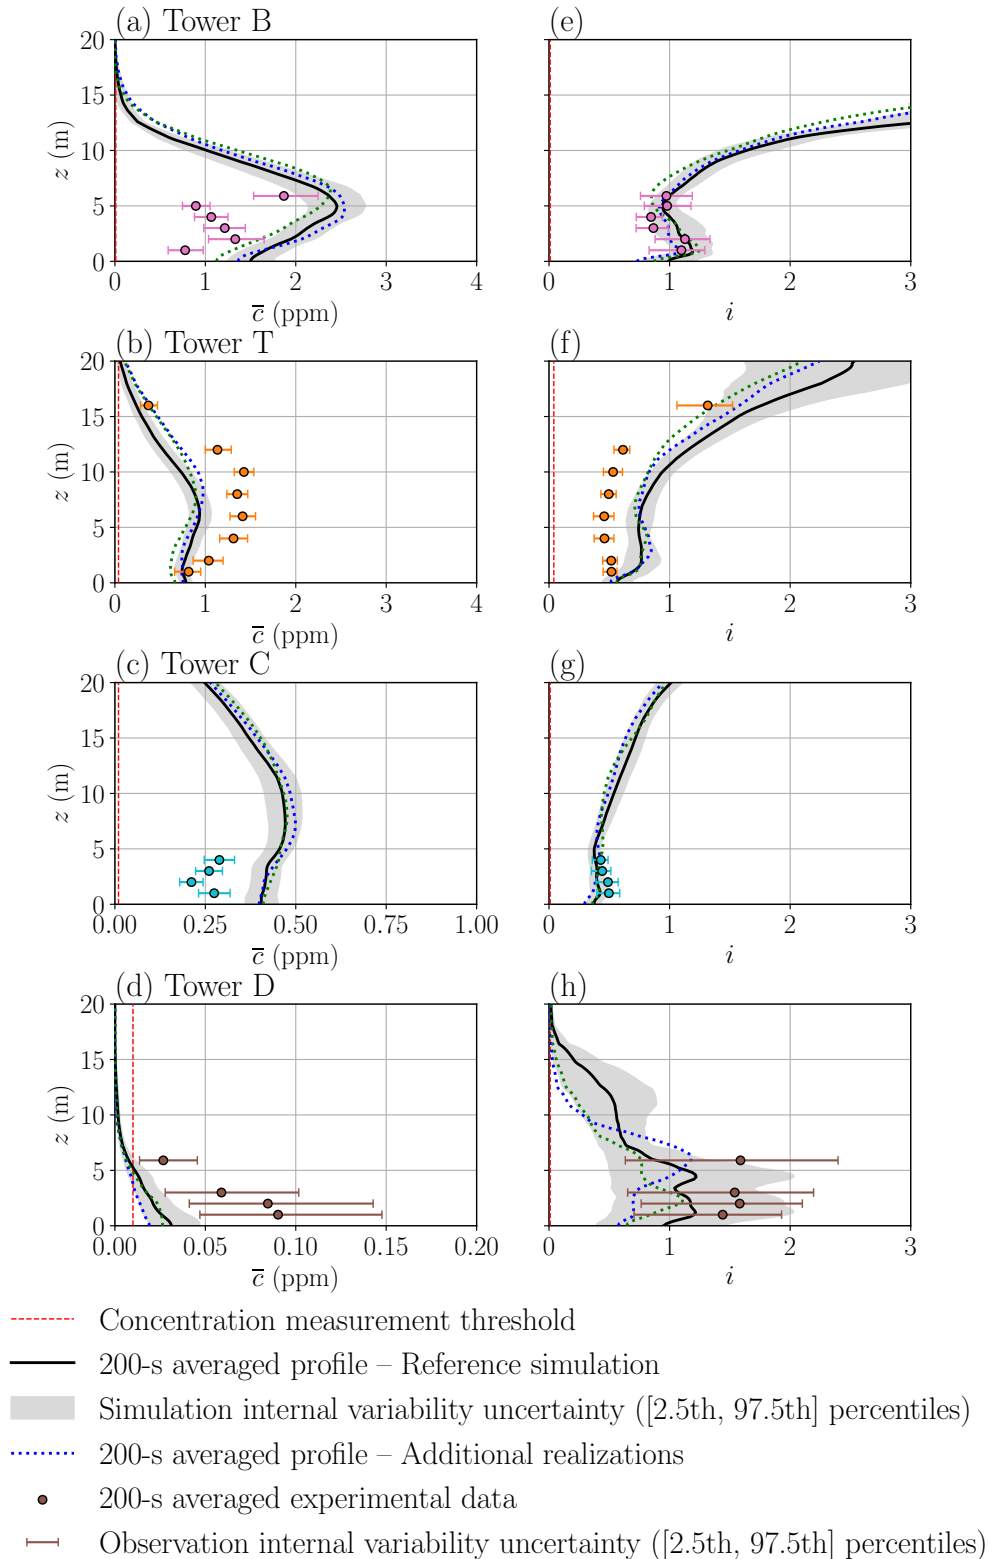 (a) Tower B
(e)
20
15
10
5
0
z (m)
0 1 2 3 4
c̅ (ppm)
0 1 2 3
i
(b) Tower T
(f)
20
15
10
5
0
z (m)
0 1 2 3 4
c̅ (ppm)
0 1 2 3
i
(c) Tower C
(g)
20
15
10
5
0
z (m)
0.00 0.25 0.50 0.75 1.00
c̅ (ppm)
0 1 2 3
i
(d) Tower D
(h)
20
15
10
5
0
z (m)
0.00 0.05 0.10 0.15 0.20
c̅ (ppm)
0 1 2 3
i
Concentration measurement threshold
200-s averaged profile – Reference simulation
Simulation internal variability uncertainty ([2.5th, 97.5th] percentiles)
200-s averaged profile – Additional realizations
200-s averaged experimental data
Observation internal variability uncertainty ([2.5th, 97.5th] percentiles)